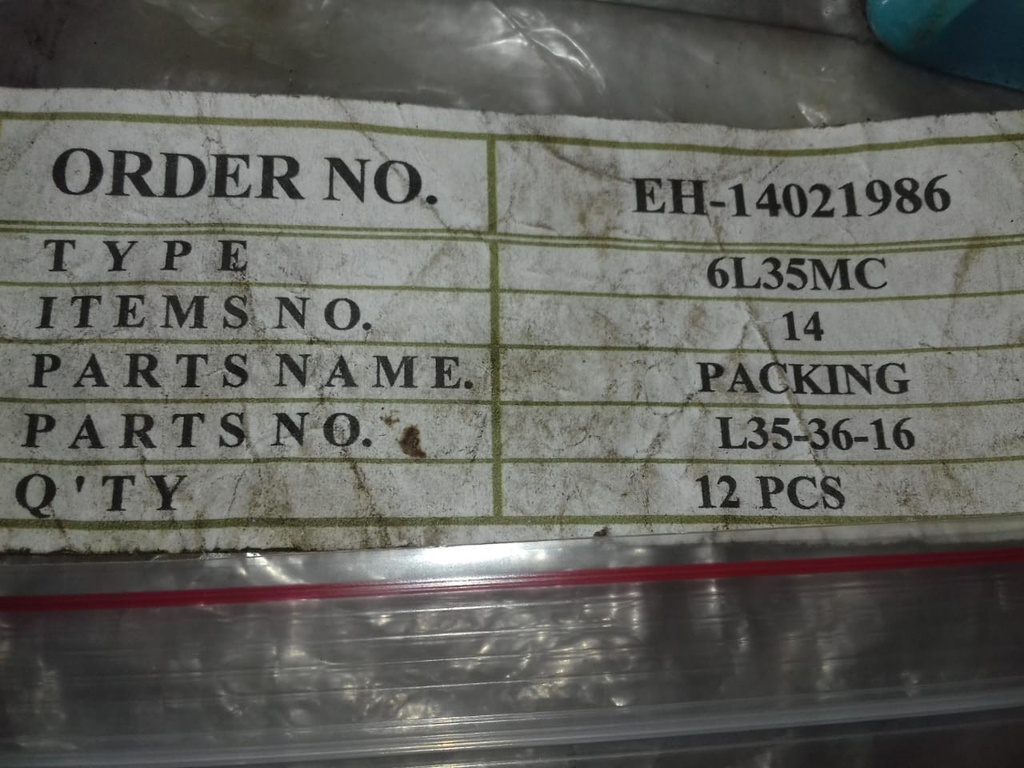 ORDER NO. EH-14021986
TYPE 6L35MC
ITEMS NO. 14
PARTS NAME. PACKING
PARTS NO. L35-36-16
Q'TY 12 PCS